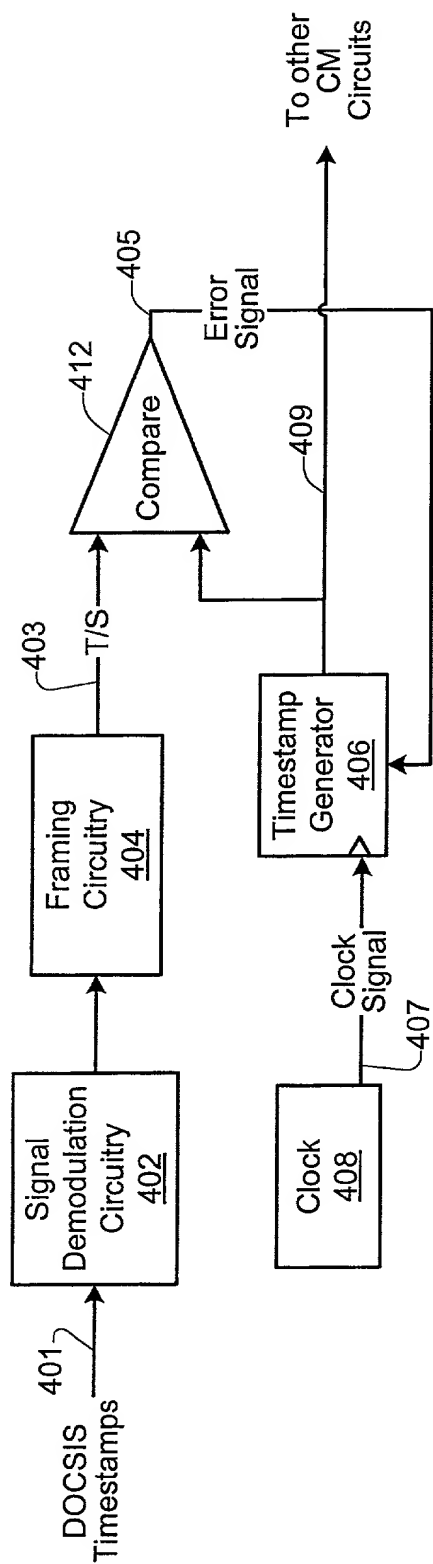 DOCSIS
Timestamps
401
Signal
Demodulation
Circuitry
402
Framing
Circuitry
404
403
T/S
412
Compare
405
Error
Signal
Clock
408
407
Clock
Signal
Timestamp
Generator
406
409
To other
CM
Circuits